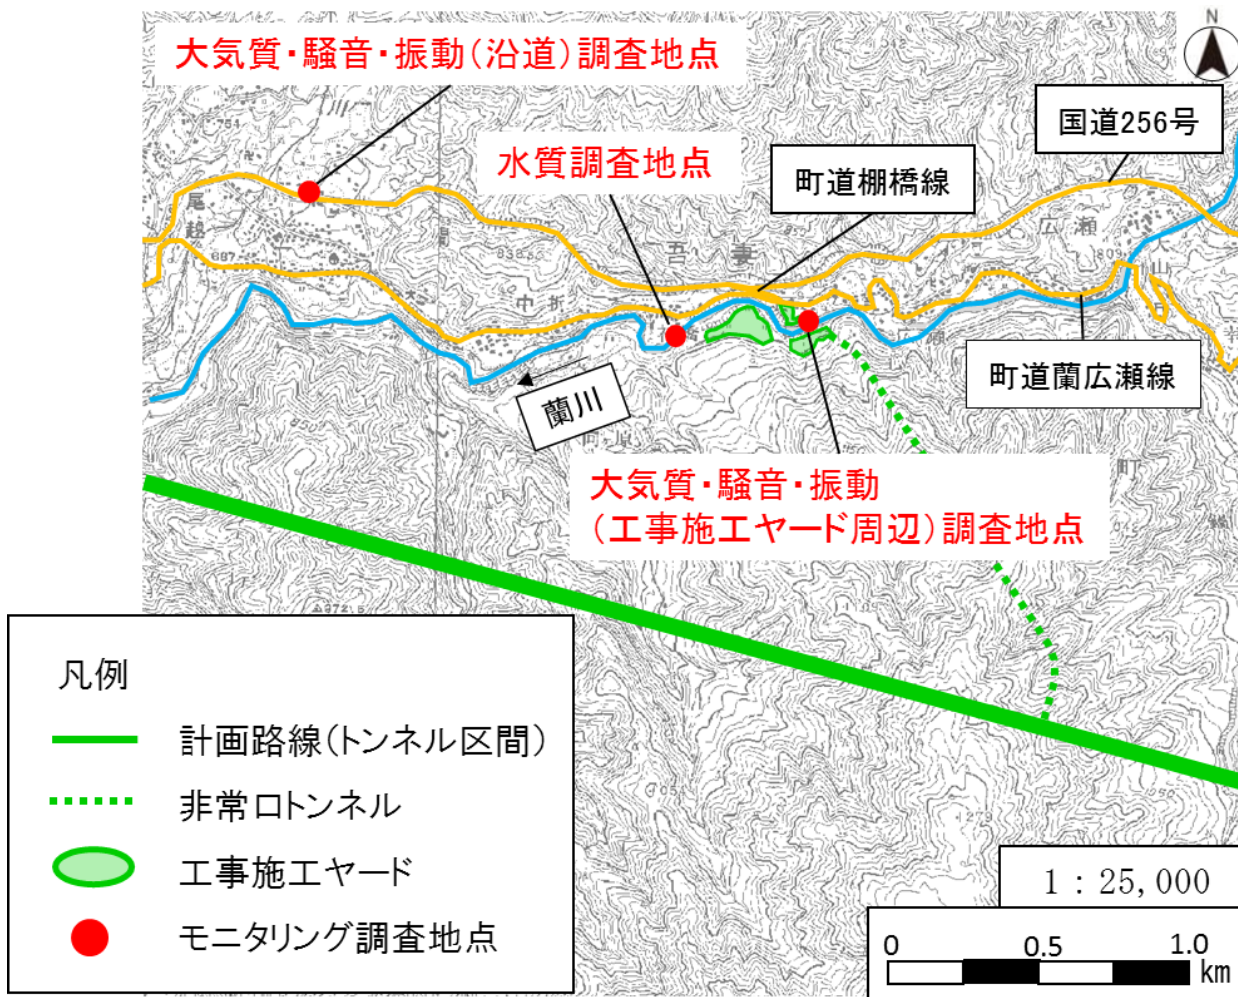 N
大気質・騒音・振動(沿道)調査地点
国道256号
水質調査地点
町道棚橋線
尾越
広瀬
吾妻
中折
町道蘭広瀬線
蘭川
大気質・騒音・振動
(工事施工ヤード周辺)調査地点
町
凡例
計画路線(トンネル区間)
非常口トンネル
工事施工ヤード
モニタリング調査地点
1：25,000
0 0.5 1.0
km